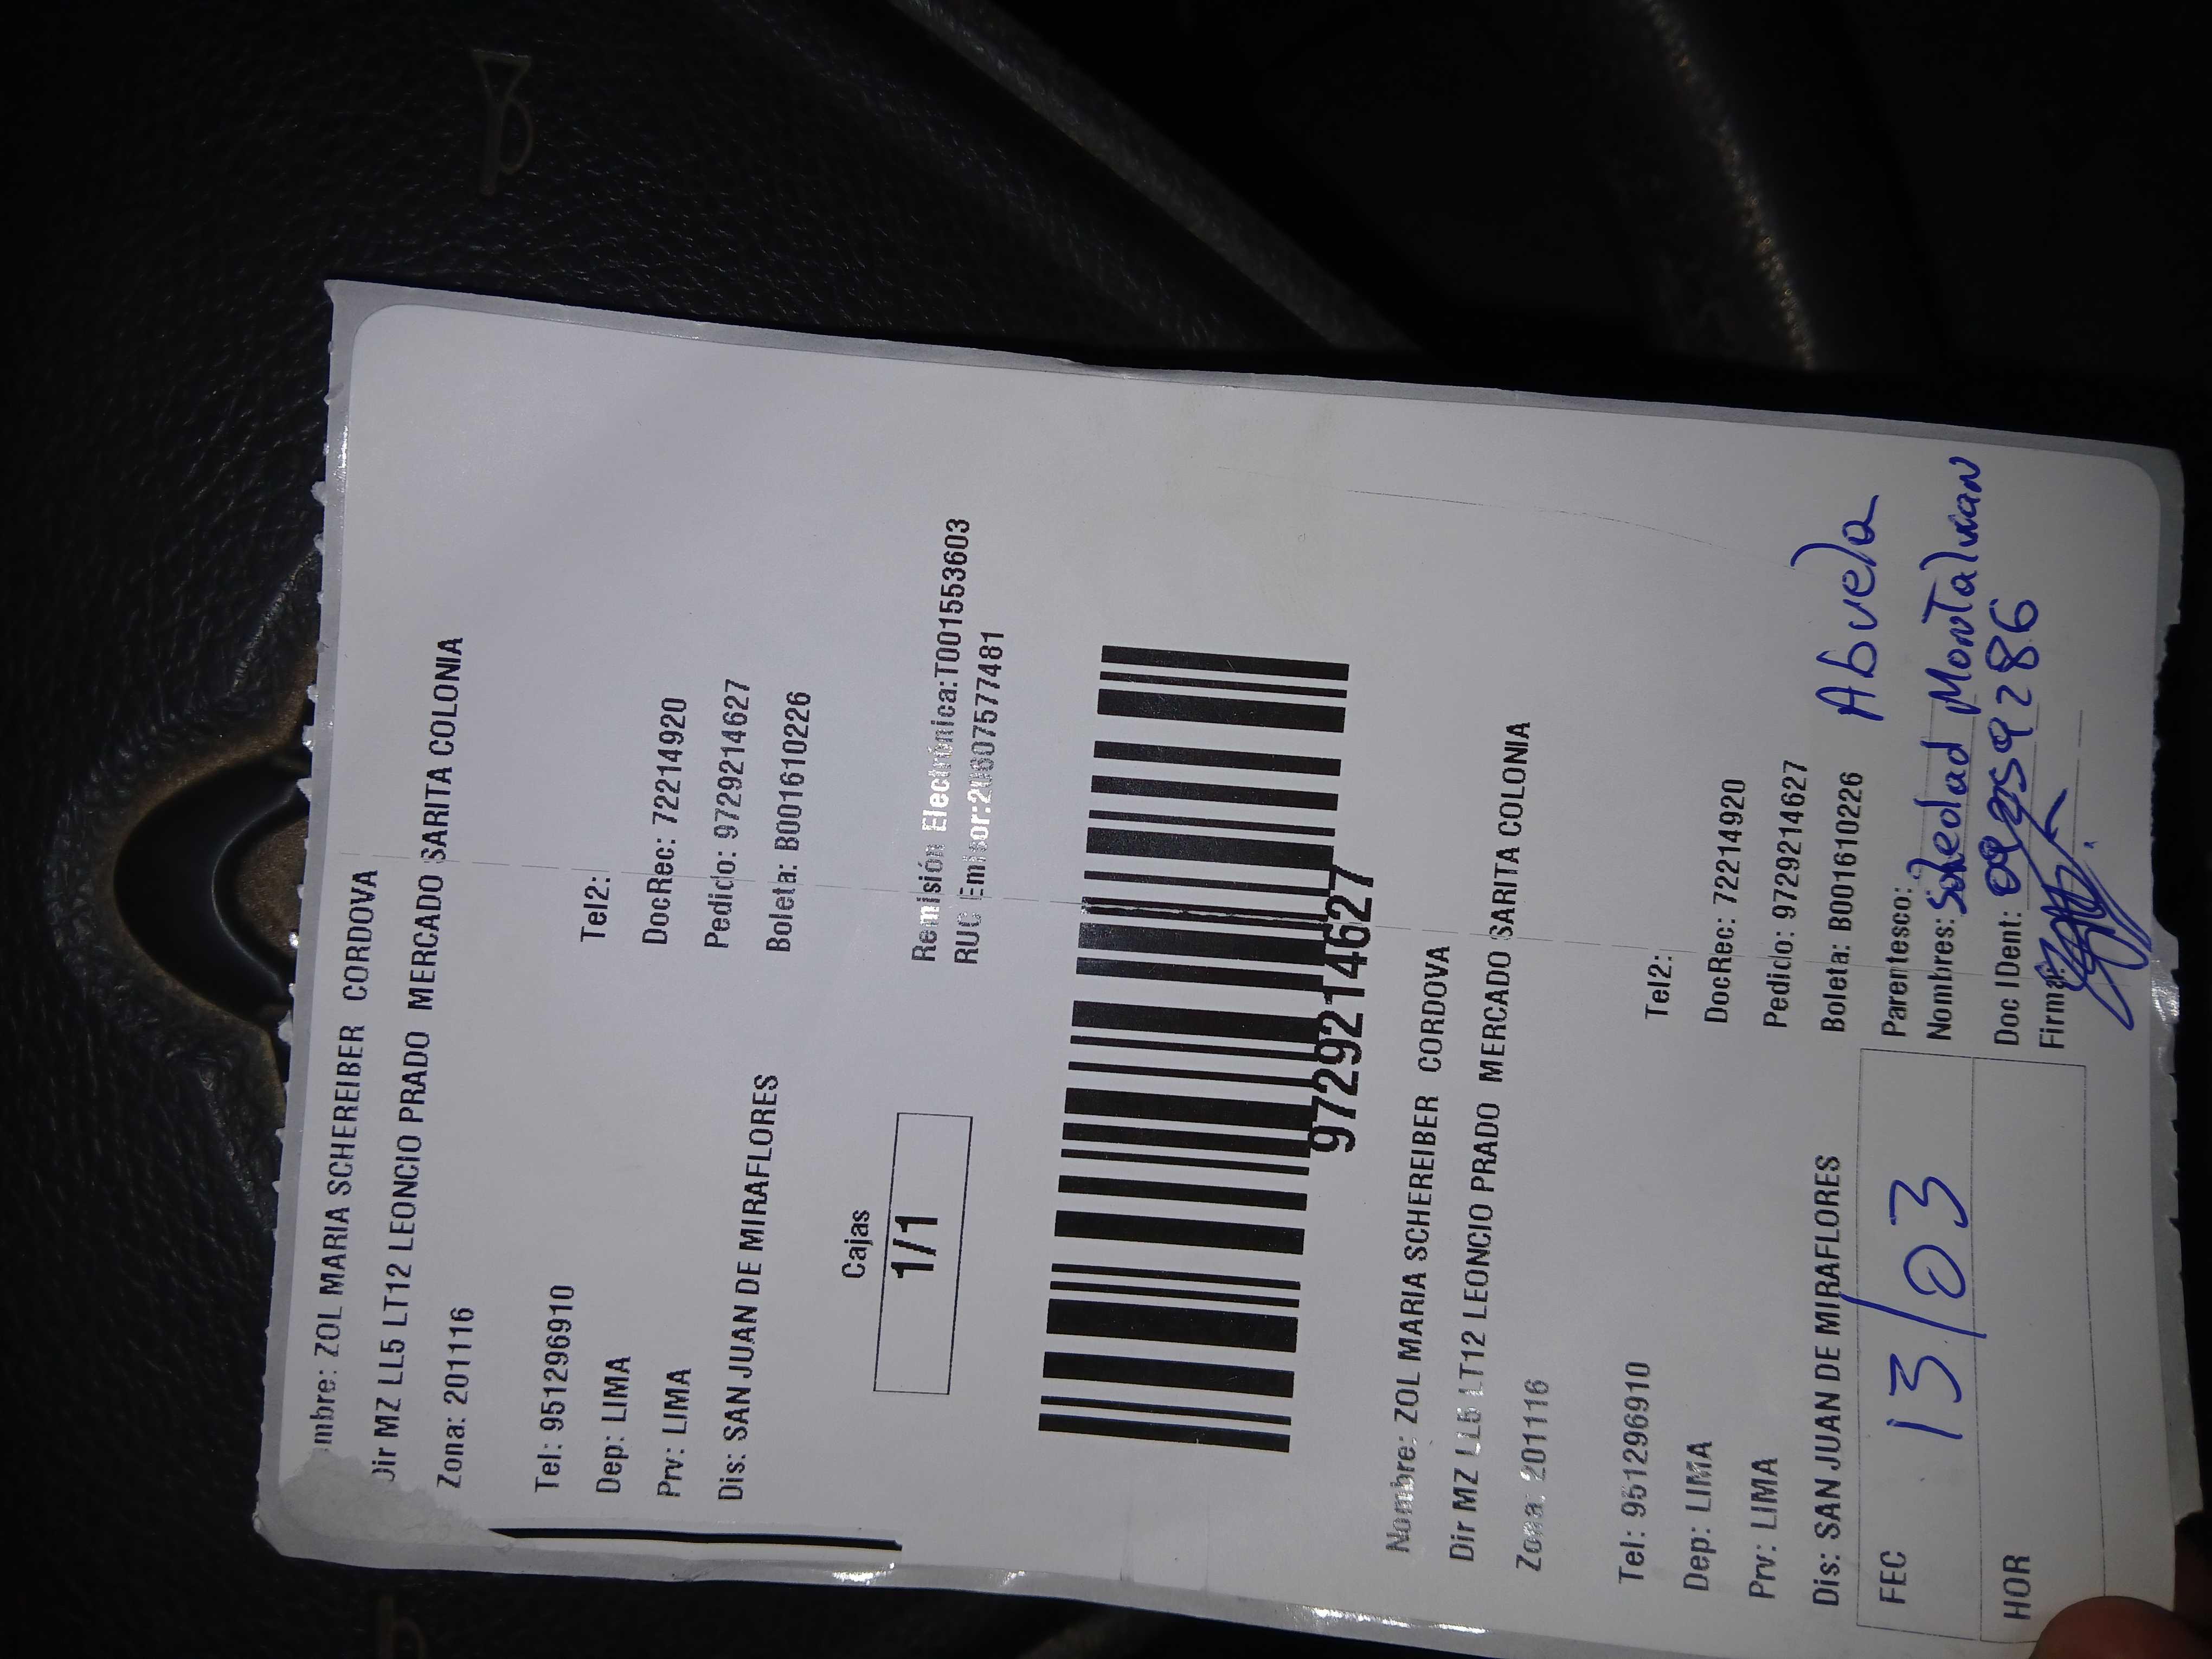 mbre: ZOL MARIA SCHEREIBER CORDOVA
Dir MZ LL5 LT12 LEONCIO PRADO MERCADO SARITA COLONIA
Zona: 201116
Tel: 951296910
Tel2:
Dep: LIMA
DocRec: 72214920
Prv: LIMA
Pedido: 9729214627
Dis: SAN JUAN DE MIRAFLORES
Boleta: B001610226
Cajas
1/1
Remisión Electrónica:T001553603
RUC Emisor:20607577481
9729214627
Nombre: ZOL MARIA SCHEREIBER CORDOVA
Dir MZ LL5 LT12 LEONCIO PRADO MERCADO SARITA COLONIA
Zona: 201116
Tel: 951296910
Tel2:
Dep: LIMA
DocRec: 72214920
Prv: LIMA
Pedido: 9729214627
Dis: SAN JUAN DE MIRAFLORES
Boleta: B001610226
FEC 13/03
Parentesco: Abuela
Nombres: Soledad Montalvan
HOR
Doc IDent:
Firma: